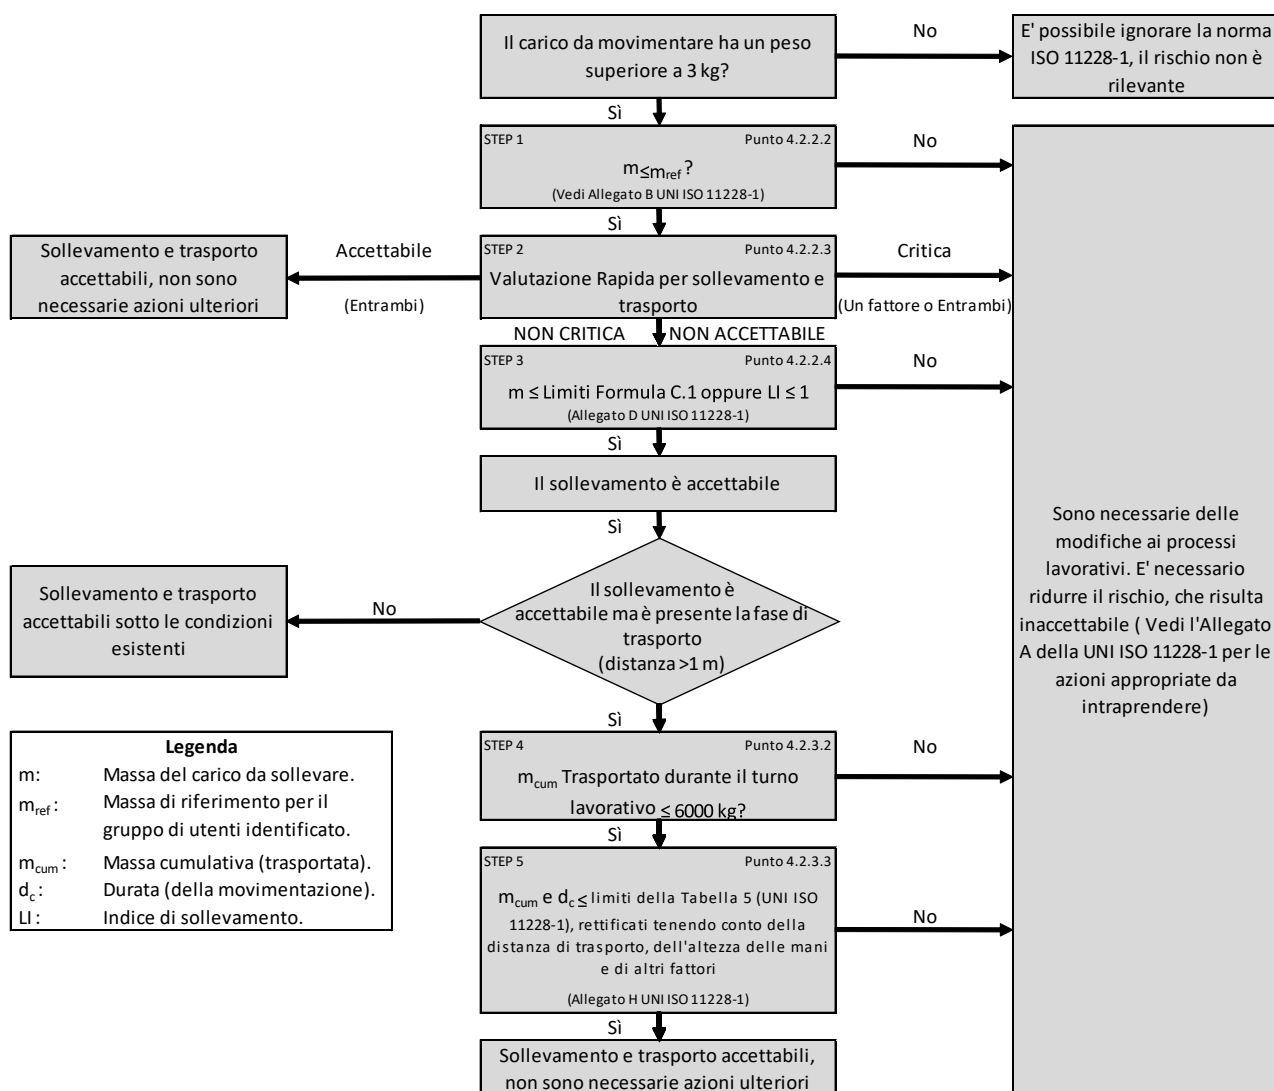 Il carico da movimentare ha un peso
superiore a 3 kg?
No
E' possibile ignorare la norma
ISO 11228-1, il rischio non è
rilevante
Sì
STEP 1
Punto 4.2.2.2
m≤mref ?
(Vedi Allegato B UNI ISO 11228-1)
No
Sì
STEP 2
Punto 4.2.2.3
Valutazione Rapida per sollevamento e
trasporto
Accettabile
(Entrambi)
Sollevamento e trasporto
accettabili, non sono
necessarie azioni ulteriori
Critica
(Un fattore o Entrambi)
NON CRITICA
NON ACCETTABILE
STEP 3
Punto 4.2.2.4
m ≤ Limiti Formula C.1 oppure LI ≤ 1
(Allegato D UNI ISO 11228-1)
No
Sì
Il sollevamento è accettabile
Sì
Il sollevamento è
accettabile ma è presente la fase di
trasporto
(distanza >1 m)
No
Sollevamento e trasporto
accettabili sotto le condizioni
esistenti
Sono necessarie delle
modifiche ai processi
lavorativi. E' necessario
ridurre il rischio, che risulta
inaccettabile ( Vedi l'Allegato
A della UNI ISO 11228-1 per le
azioni appropriate da
intraprendere)
Sì
STEP 4
Punto 4.2.3.2
mcum Trasportato durante il turno
lavorativo ≤ 6000 kg?
No
Sì
STEP 5
Punto 4.2.3.3
mcum e dc ≤ limiti della Tabella 5 (UNI ISO
11228-1), rettificati tenendo conto della
distanza di trasporto, dell'altezza delle mani
e di altri fattori
(Allegato H UNI ISO 11228-1)
No
Sì
Sollevamento e trasporto accettabili,
non sono necessarie azioni ulteriori
Legenda
m: Massa del carico da sollevare.
mref : Massa di riferimento per il
gruppo di utenti identificato.
mcum : Massa cumulativa (trasportata).
dc : Durata (della movimentazione).
LI : Indice di sollevamento.